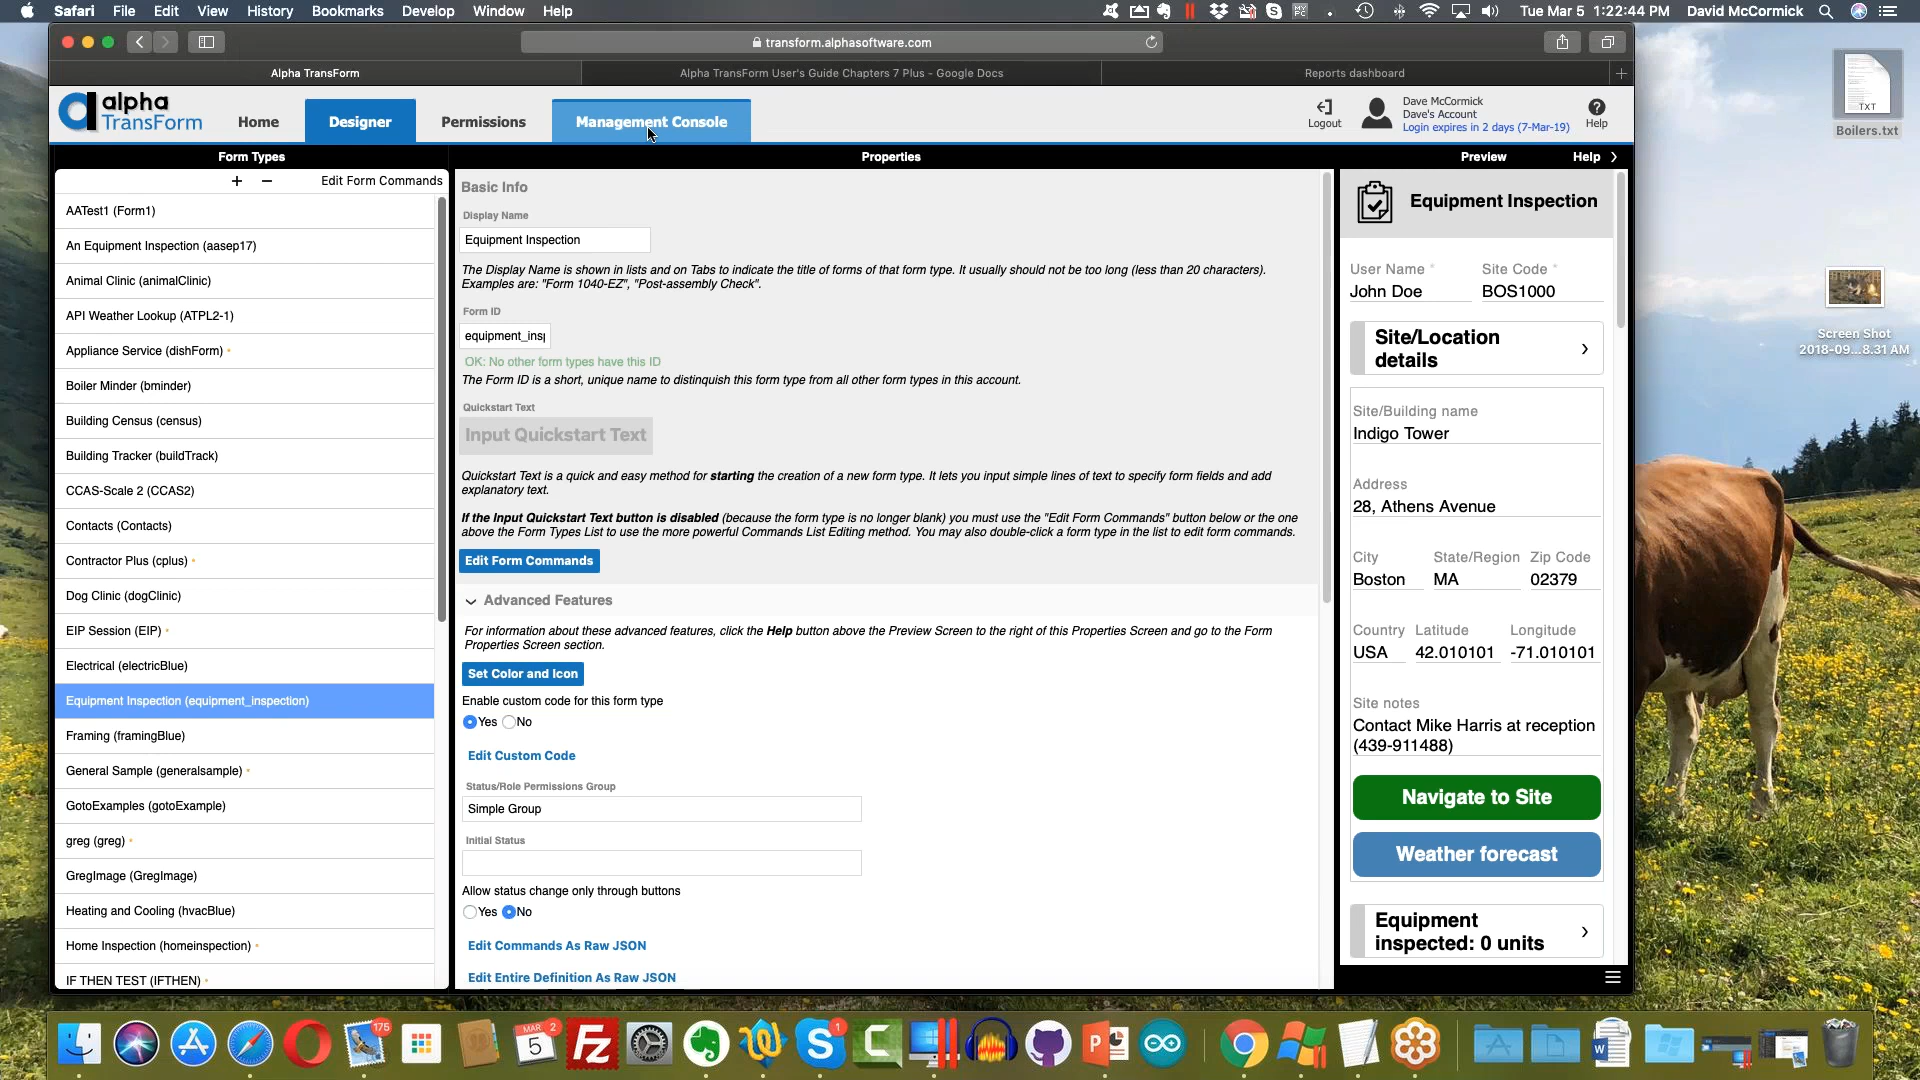 Safari File Edit View History Bookmarks Develop Window Help
Tue Mar 5 1:22:44 PM David McCormick
transform.alphasoftware.com
Alpha TransForm
Alpha TransForm User's Guide Chapters 7 Plus - Google Docs
Reports dashboard
alpha
TransForm
Home
Designer
Permissions
Management Console
Logout
Dave McCormick
Dave's Account
Login expires in 2 days (7-Mar-19)
Help
Form Types
Properties
Preview
Help
Edit Form Commands
AATest1 (Form1)
An Equipment Inspection (aasep17)
Animal Clinic (animalClinic)
API Weather Lookup (ATPL2-1)
Appliance Service (dishForm)
Boiler Minder (bminder)
Building Census (census)
Building Tracker (buildTrack)
CCAS-Scale 2 (CCAS2)
Contacts (Contacts)
Contractor Plus (cplus)
Dog Clinic (dogClinic)
EIP Session (EIP)
Electrical (electricBlue)
Equipment Inspection (equipment_inspection)
Framing (framingBlue)
General Sample (generalsample)
GotoExamples (gotoExample)
greg (greg)
GregImage (GregImage)
Heating and Cooling (hvacBlue)
Home Inspection (homeinspection)
IF THEN TEST (IFTHEN)
Basic Info
Display Name
Equipment Inspection
The Display Name is shown in lists and on Tabs to indicate the title of forms of that form type. It usually should not be too long (less than 20 characters).
Examples are: "Form 1040-EZ", "Post-assembly Check".
Form ID
equipment_insp
OK: No other form types have this ID
The Form ID is a short, unique name to distinquish this form type from all other form types in this account.
Quickstart Text
Input Quickstart Text
Quickstart Text is a quick and easy method for starting the creation of a new form type. It lets you input simple lines of text to specify form fields and add
explanatory text.
If the Input Quickstart Text button is disabled (because the form type is no longer blank) you must use the "Edit Form Commands" button below or the one
above the Form Types List to use the more powerful Commands List Editing method. You may also double-click a form type in the list to edit form commands.
Edit Form Commands
Advanced Features
For information about these advanced features, click the Help button above the Preview Screen to the right of this Properties Screen and go to the Form
Properties Screen section.
Set Color and Icon
Enable custom code for this form type
Yes No
Edit Custom Code
Status/Role Permissions Group
Simple Group
Initial Status
Allow status change only through buttons
Yes No
Edit Commands As Raw JSON
Edit Entire Definition As Raw JSON
Equipment Inspection
User Name * Site Code *
John Doe BOS1000
Site/Location
details
Site/Building name
Indigo Tower
Address
28, Athens Avenue
City State/Region Zip Code
Boston MA 02379
Country Latitude Longitude
USA 42.010101 -71.010101
Site notes
Contact Mike Harris at reception
(439-911488)
Navigate to Site
Weather forecast
Equipment
inspected: 0 units
TXT
Boilers.txt
Screen Shot
2018-09...8.31 AM
175
MAR 2
5
1